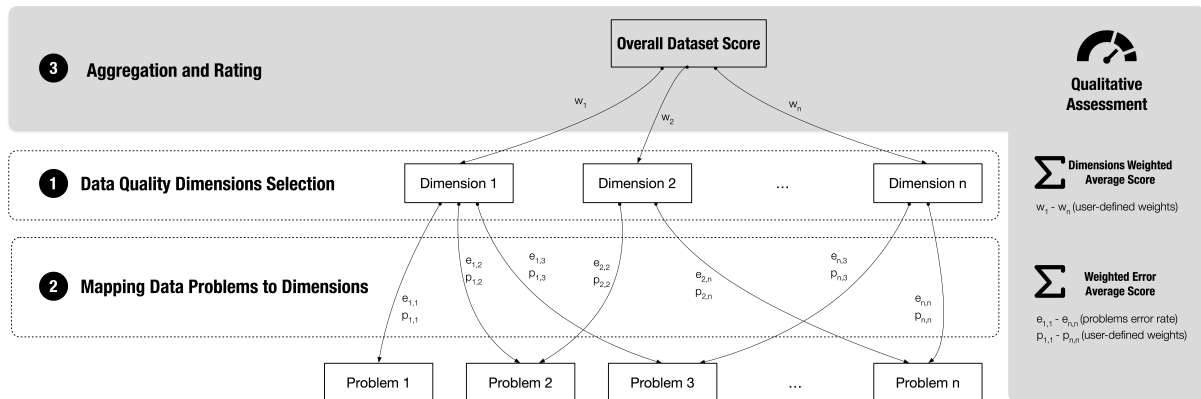 Overall Dataset Score
3 Aggregation and Rating
Qualitative
Assessment
w1
w2
wn
1 Data Quality Dimensions Selection
Dimension 1
Dimension 2
...
Dimension n
Dimensions Weighted
Average Score
w1 - wn (user-defined weights)
2 Mapping Data Problems to Dimensions
e1,1
p1,1
e1,2
p1,2
e1,3
p1,3
e2,2
p2,2
e2,n
p2,n
en,3
pn,3
en,n
pn,n
Weighted Error
Average Score
e1,1 - en,n (problems error rate)
p1,1 - pn,n (user-defined weights)
Problem 1
Problem 2
Problem 3
...
Problem n